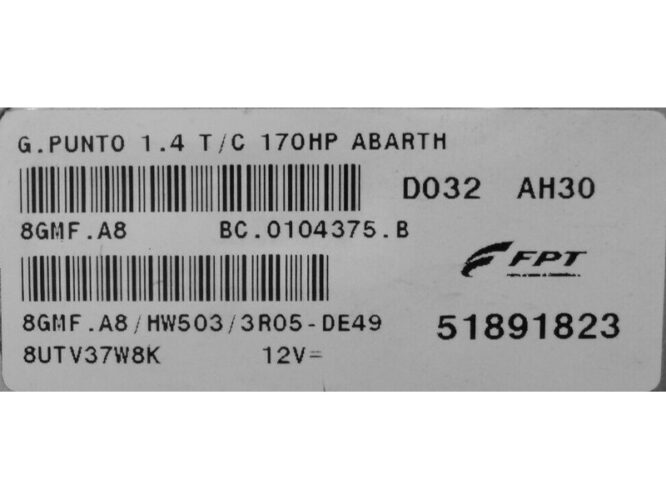 G.PUNTO 1.4 T/C 170HP ABARTH
D032 AH30
8GMF.A8 BC.0104375.B
FPT
8GMF.A8/HW503/3R05-DE49
51891823
8UTV37W8K 12V⎓